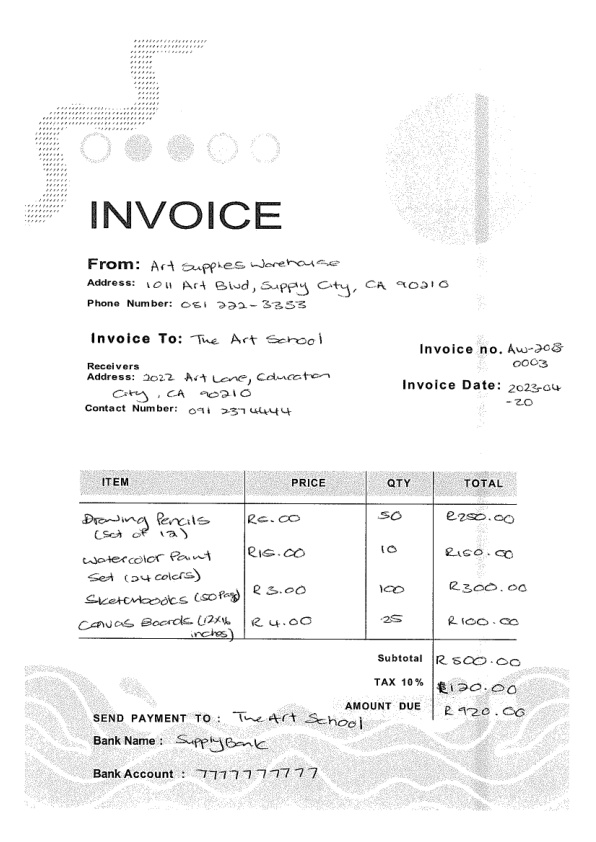 INVOICE
From: Art Supplies Warehouse
Address: 1011 Art Blvd, Supply City, CA 90210
Phone Number: 051 222-3333
Invoice To: The Art School
Invoice no. AW-208
0003
Receivers
Address: 2022 Art Lane, Education
City, CA 90210
Invoice Date: 2023-04
-20
Contact Number: 091 2374444
ITEM PRICE QTY TOTAL
Drawing Pencils R5.00 50 R250.00
(Set of 12)
Watercolor Paint R15.00 10 R150.00
Set (24 colors)
Sketchbooks (50 Pag) R 3.00 100 R300.00
Canvas Boards (12x16 R 4.00 25 R100.00
inches)
Subtotal R 800.00
TAX 10% R120.00
AMOUNT DUE R 920.00
SEND PAYMENT TO : The Art School
Bank Name : SupplyBank
Bank Account : 7777777777